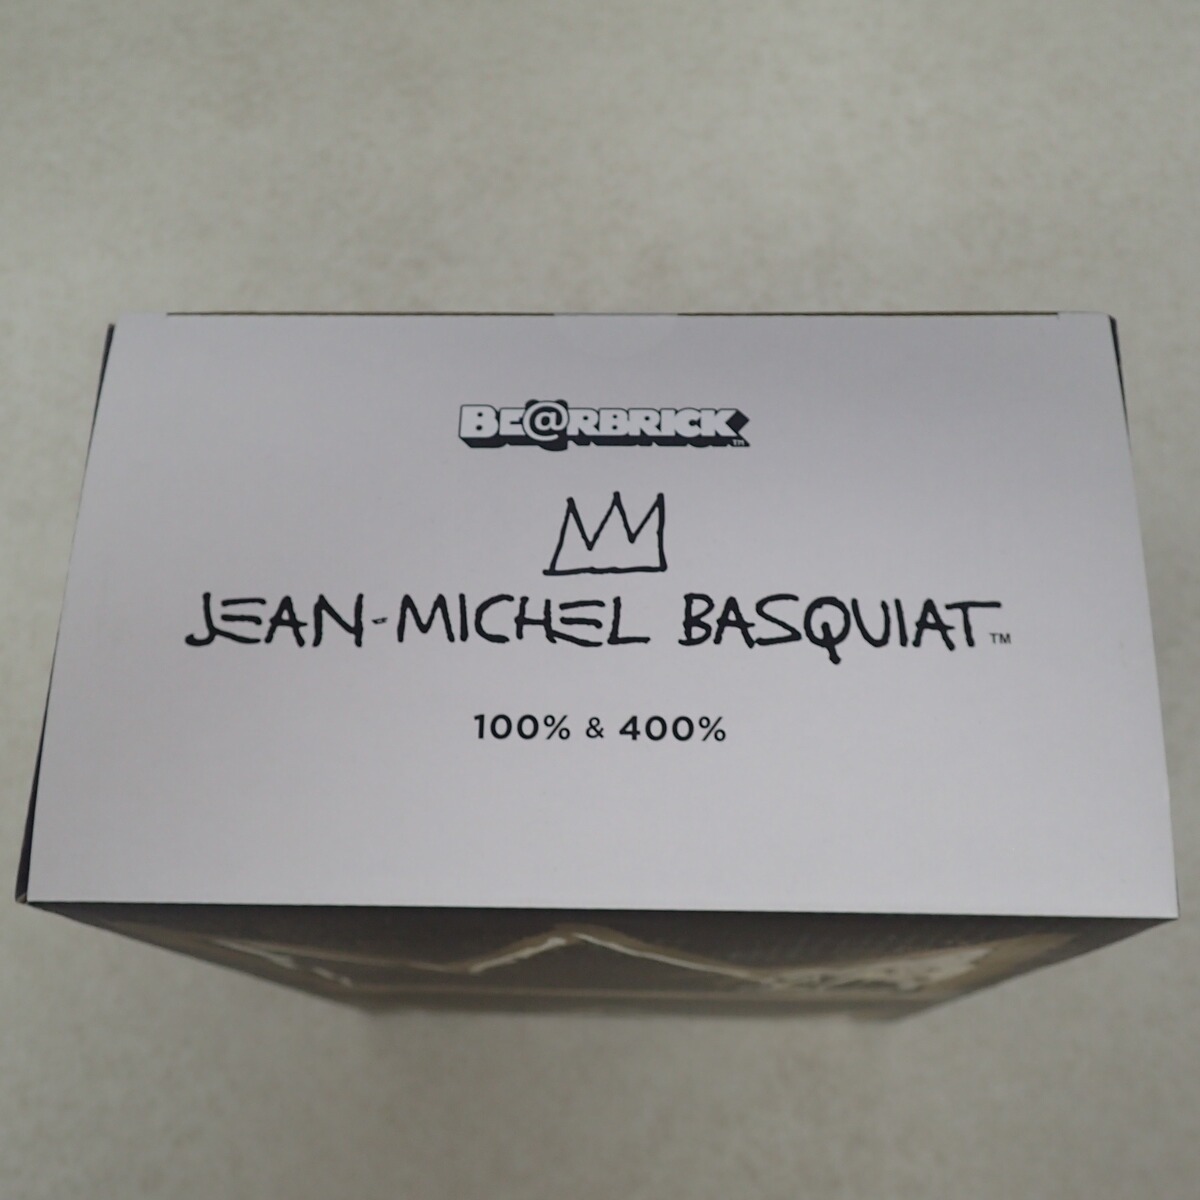 BE@RBRICK™
JEAN-MICHEL BASQUIAT™
100% & 400%